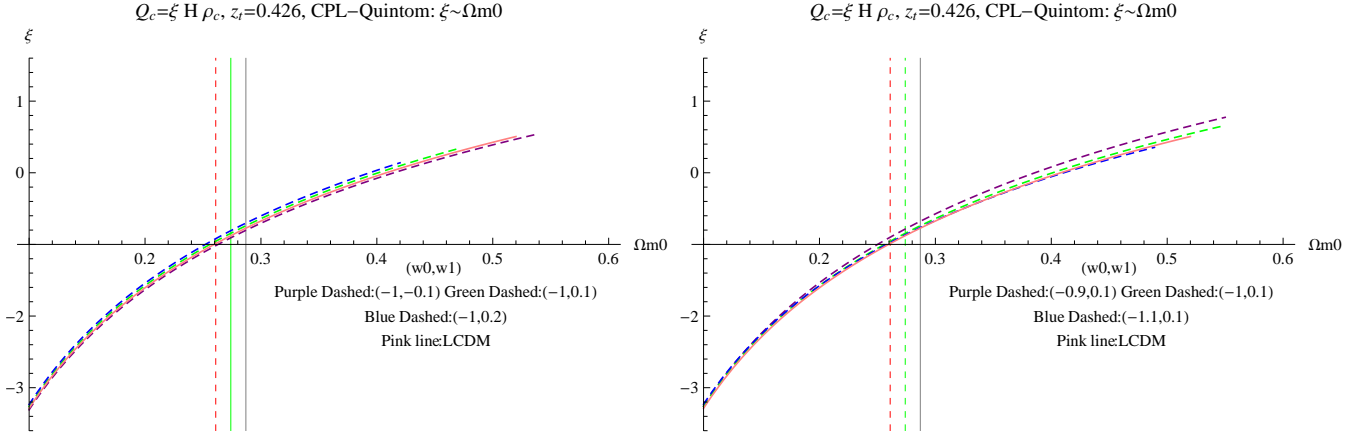 Q_c=ξ H ρ_c, z_t=0.426, CPL−Quintom: ξ~Ωm0
ξ
1
0
−2
−3
0.2 0.3 0.4 0.5 0.6 Ωm0
(w0,w1)
Purple Dashed:(−1,−0.1) Green Dashed:(−1,0.1)
Blue Dashed:(−1,0.2)
Pink line:LCDM
Q_c=ξ H ρ_c, z_t=0.426, CPL−Quintom: ξ~Ωm0
ξ
1
0
−2
−3
0.2 0.3 0.4 0.5 0.6 Ωm0
(w0,w1)
Purple Dashed:(−0.9,0.1) Green Dashed:(−1,0.1)
Blue Dashed:(−1.1,0.1)
Pink line:LCDM